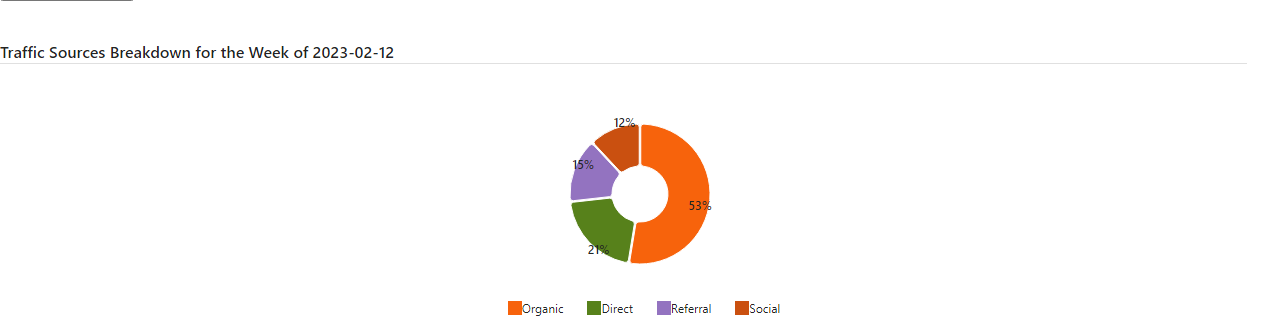 Traffic Sources Breakdown for the Week of 2023-02-12
12%
15%
53%
21%
Organic Direct Referral Social